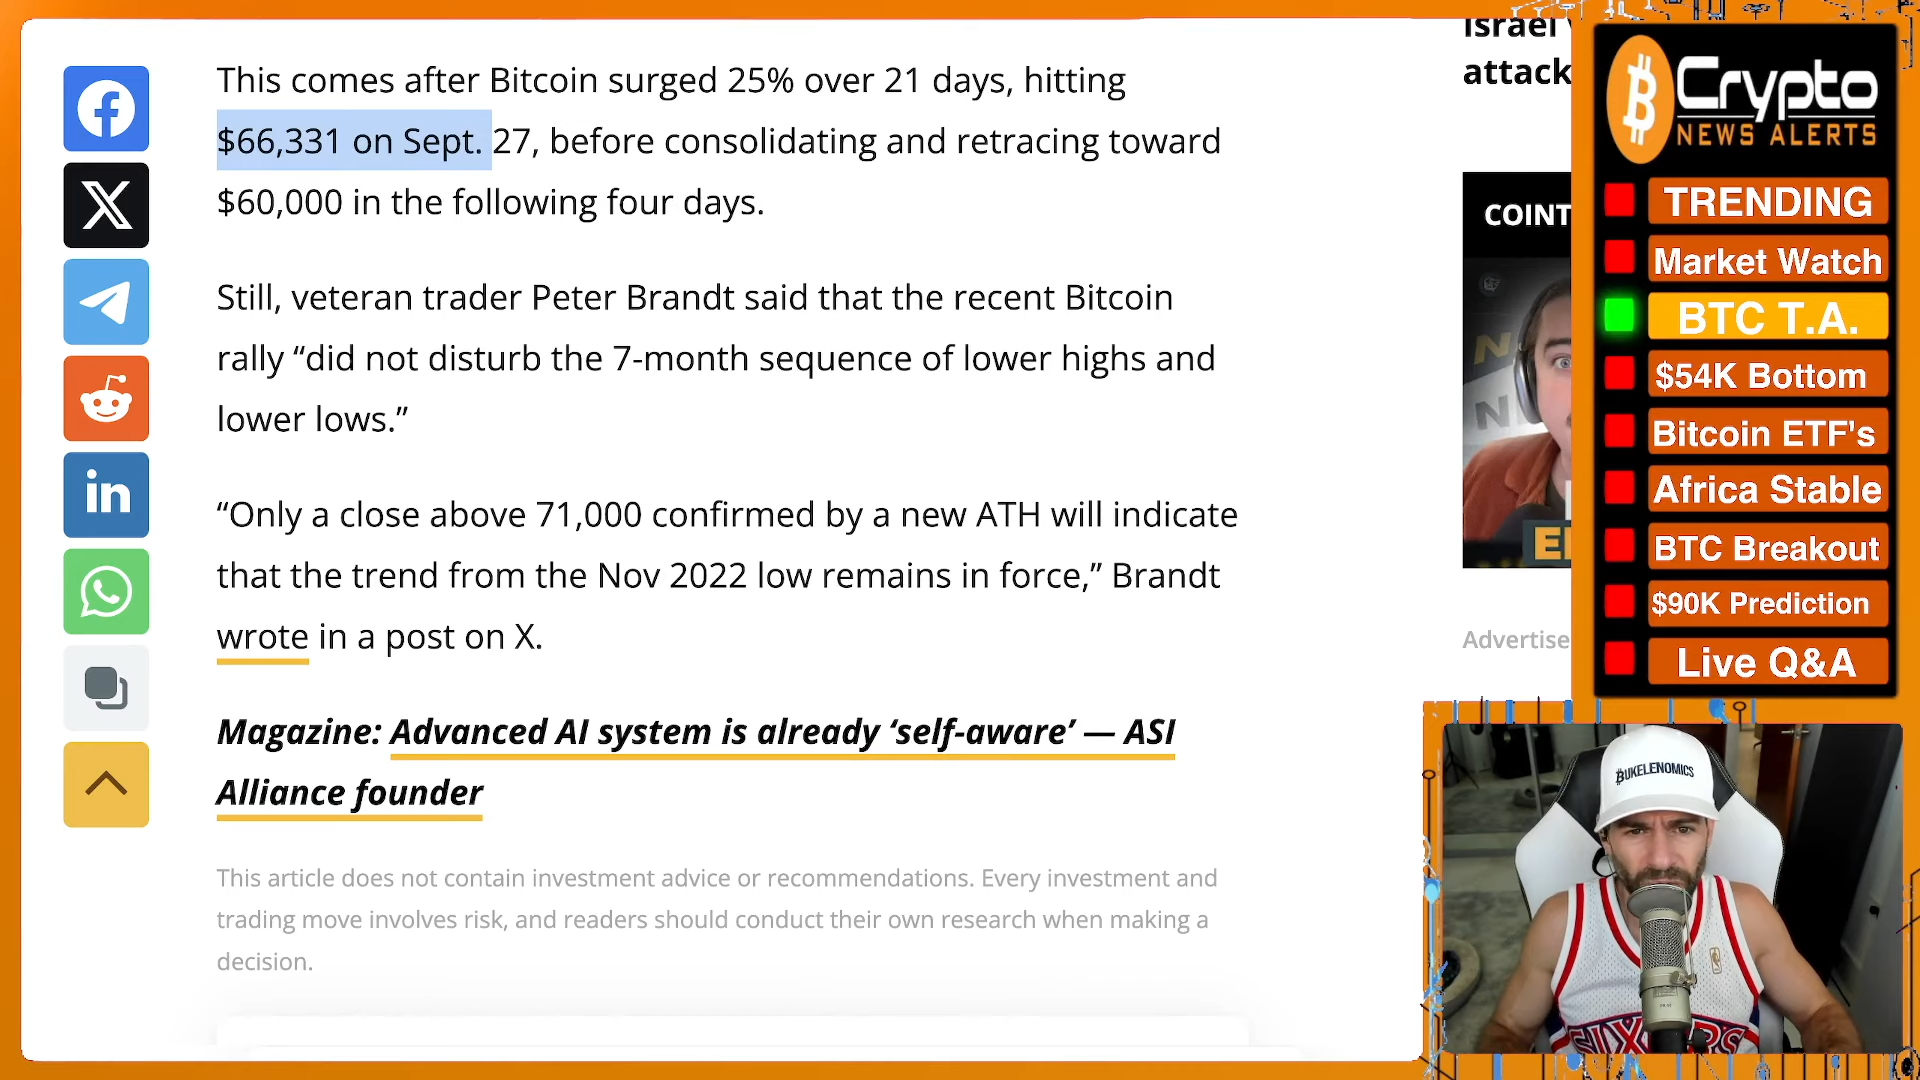 This comes after Bitcoin surged 25% over 21 days, hitting
$66,331 on Sept. 27, before consolidating and retracing toward
$60,000 in the following four days.
Still, veteran trader Peter Brandt said that the recent Bitcoin
rally “did not disturb the 7-month sequence of lower highs and
lower lows.”
“Only a close above 71,000 confirmed by a new ATH will indicate
that the trend from the Nov 2022 low remains in force,” Brandt
wrote in a post on X.
Magazine: Advanced AI system is already ‘self-aware’ — ASI
Alliance founder
This article does not contain investment advice or recommendations. Every investment and
trading move involves risk, and readers should conduct their own research when making a
decision.
Israel
attack
COINT
Advertise
Crypto
NEWS ALERTS
TRENDING
Market Watch
BTC T.A.
$54K Bottom
Bitcoin ETF's
Africa Stable
BTC Breakout
$90K Prediction
Live Q&A
BUKELENOMICS
SIXERS